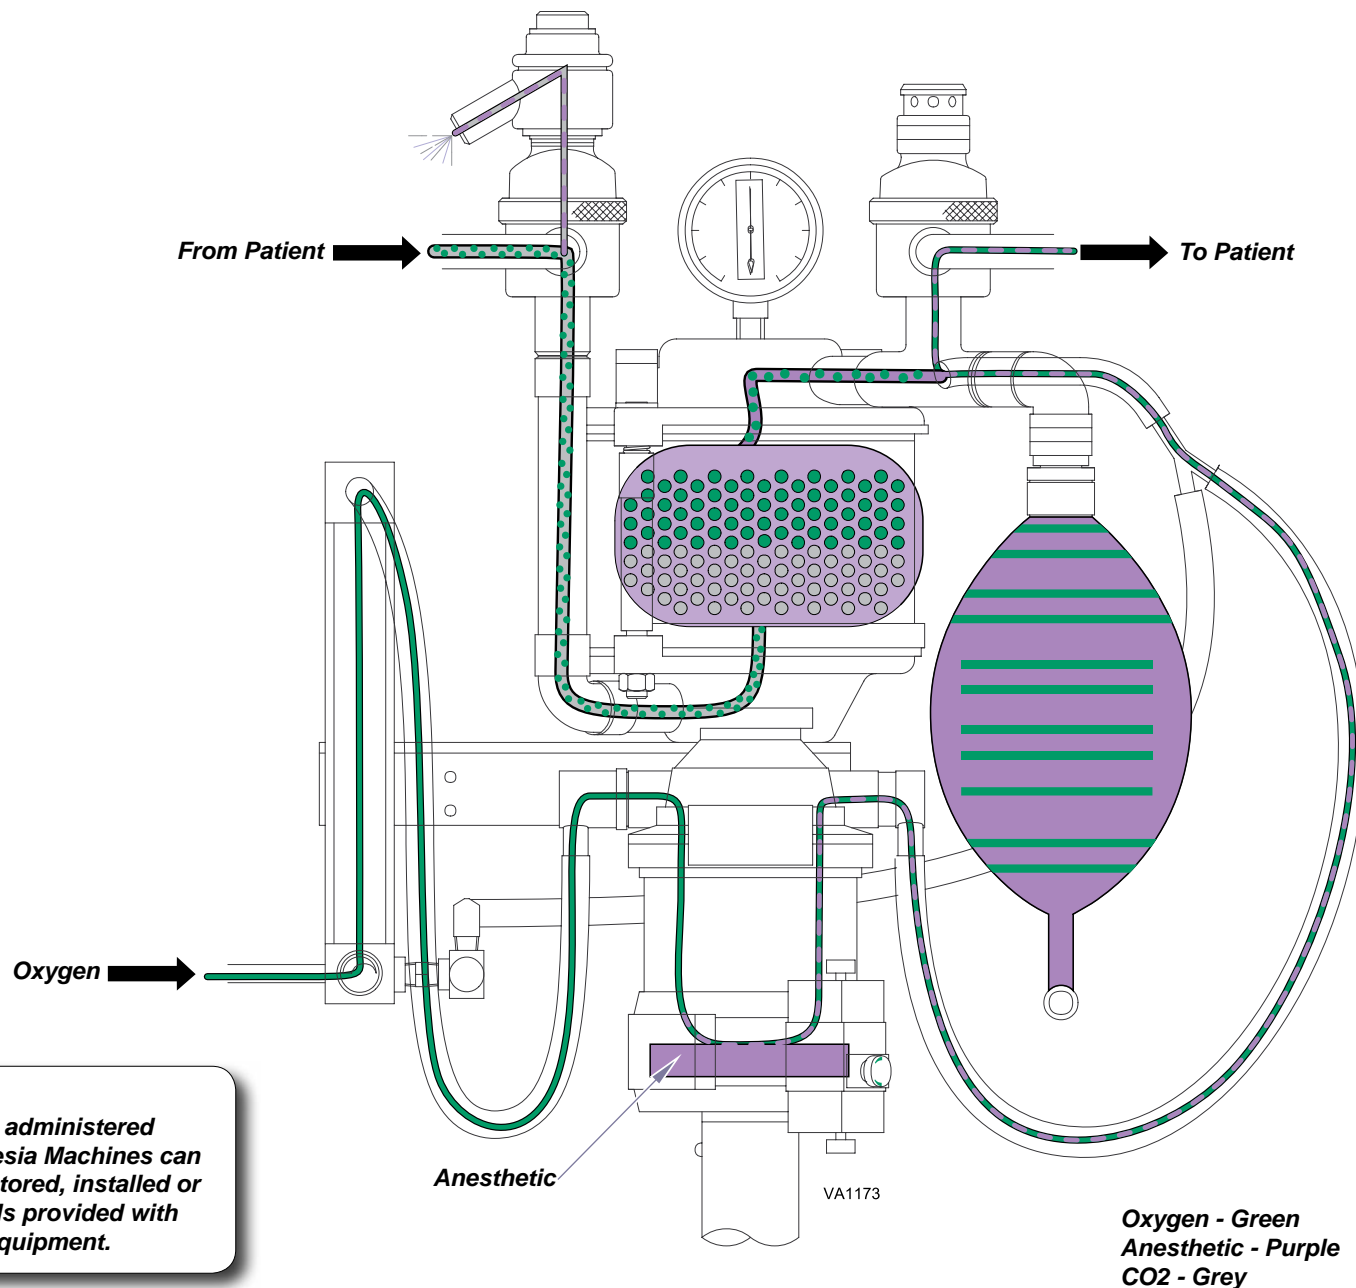 From Patient
To Patient
Oxygen
administered
esia Machines can
tored, installed or
ls provided with
quipment.
Anesthetic
VA1173
Oxygen - Green
Anesthetic - Purple
CO2 - Grey